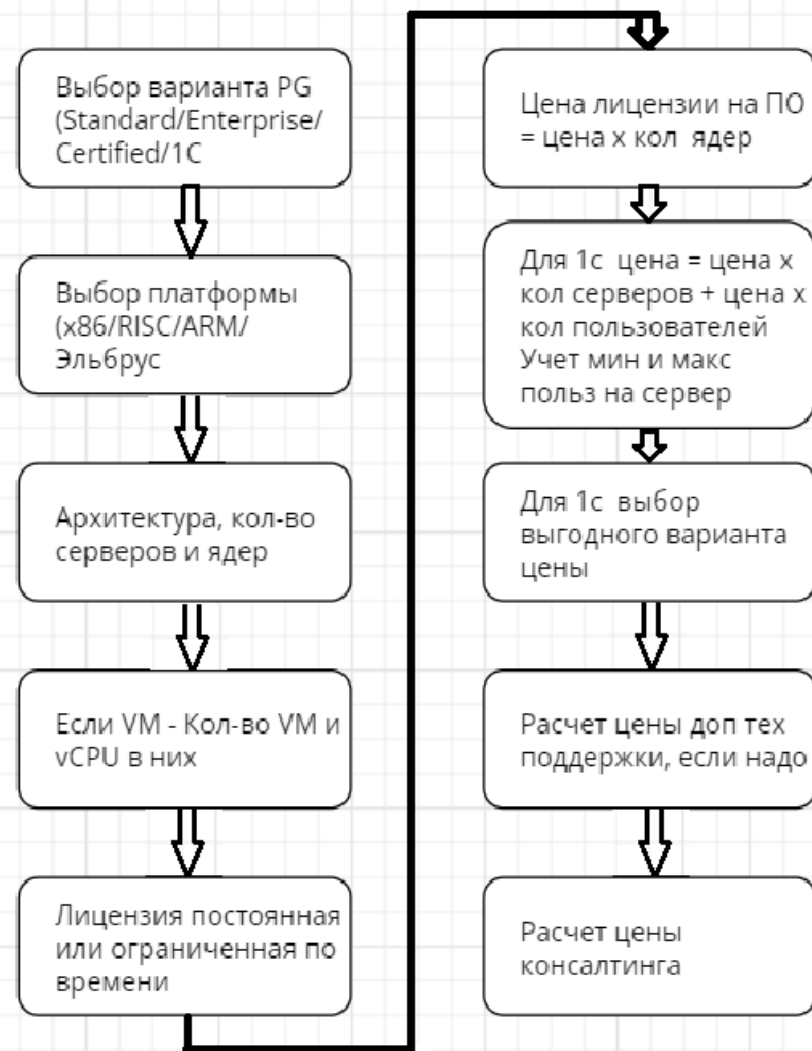 Выбор варианта PG
(Standard/Enterprise/
Certified/1C
Выбор платформы
(x86/RISC/ARM/
Эльбрус
Архитектура, кол-во
серверов и ядер
Если VM - Кол-во VM и
vCPU в них
Лицензия постоянная
или ограниченная по
времени
Цена лицензии на ПО
= цена x кол ядер
Для 1с цена = цена x
кол серверов + цена x
кол пользователей
Учет мин и макс
польз на сервер
Для 1с выбор
выгодного варианта
цены
Расчет цены доп тех
поддержки, если надо
Расчет цены
консалтинга